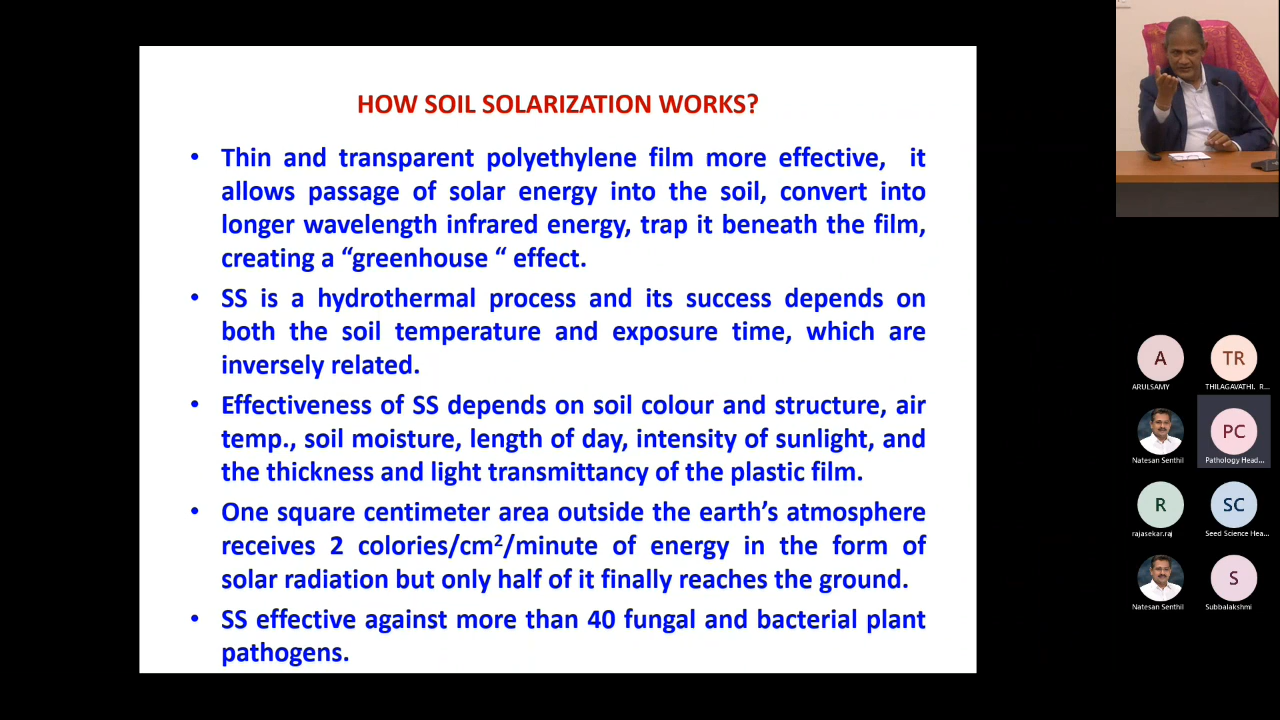 HOW SOIL SOLARIZATION WORKS?
• Thin and transparent polyethylene film more effective, it
allows passage of solar energy into the soil, convert into
longer wavelength infrared energy, trap it beneath the film,
creating a “greenhouse “ effect.
• SS is a hydrothermal process and its success depends on
both the soil temperature and exposure time, which are
inversely related.
• Effectiveness of SS depends on soil colour and structure, air
temp., soil moisture, length of day, intensity of sunlight, and
the thickness and light transmittancy of the plastic film.
• One square centimeter area outside the earth’s atmosphere
receives 2 colories/cm²/minute of energy in the form of
solar radiation but only half of it finally reaches the ground.
• SS effective against more than 40 fungal and bacterial plant
pathogens.
A
TR
ARULSAMY
THILAGAVATHI. R...
PC
Natesan Senthil
Pathology Head...
R
SC
rajasekar.raj
Seed Science Hea...
S
Natesan Senthil
Subbalakshmi